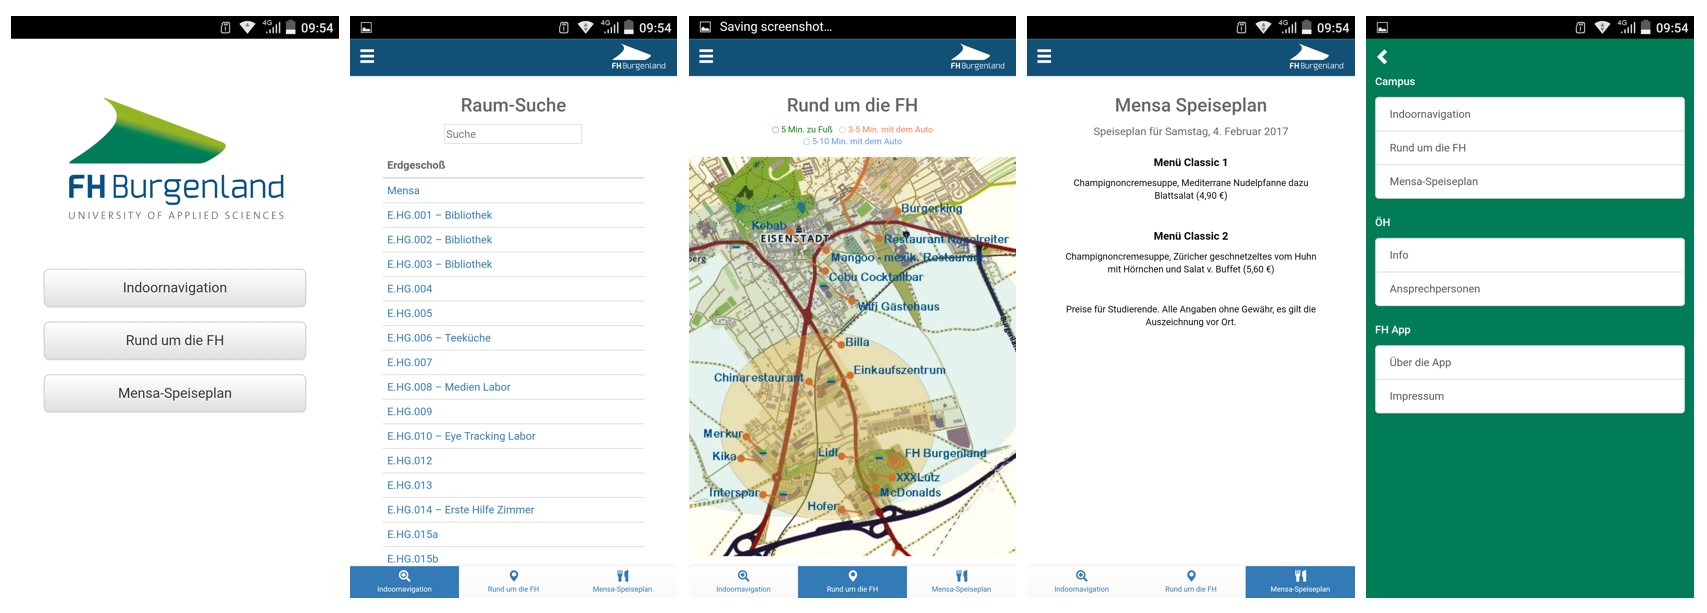 4G 09:54
FH Burgenland
UNIVERSITY OF APPLIED SCIENCES
Indoornavigation
Rund um die FH
Mensa-Speiseplan
4G 09:54
FH Burgenland
Raum-Suche
Suche
Erdgeschoß
Mensa
E.HG.001 – Bibliothek
E.HG.002 – Bibliothek
E.HG.003 – Bibliothek
E.HG.004
E.HG.005
E.HG.006 – Teeküche
E.HG.007
E.HG.008 – Medien Labor
E.HG.009
E.HG.010 – Eye Tracking Labor
E.HG.012
E.HG.013
E.HG.014 – Erste Hilfe Zimmer
E.HG.015a
E.HG.015b
Indoornavigation Rund um die FH Mensa-Speiseplan
Saving screenshot... 4G 09:54
FH Burgenland
Rund um die FH
5 Min. zu Fuß 3-5 Min. mit dem Auto
5-10 Min. mit dem Auto
Burgerking
Kebab
EISENSTADT
Restaurant Nagelreiter
Mangoo - mexik. Restaurant
Cebu Cocktailbar
Wifi Gästehaus
Billa
Einkaufszentrum
Chinarestaurant
Merkur
Kika
Lidl
FH Burgenland
XXXLutz
McDonalds
Interspar
Hofer
Indoornavigation Rund um die FH Mensa-Speiseplan
4G 09:54
FH Burgenland
Mensa Speiseplan
Speiseplan für Samstag, 4. Februar 2017
Menü Classic 1
Champignoncremesuppe, Mediterrane Nudelpfanne dazu
Blattsalat (4,90 €)
Menü Classic 2
Champignoncremesuppe, Züricher geschnetzeltes vom Huhn
mit Hörnchen und Salat v. Buffet (5,60 €)
Preise für Studierende. Alle Angaben ohne Gewähr, es gilt die
Auszeichnung vor Ort.
Indoornavigation Rund um die FH Mensa-Speiseplan
4G 09:54
Campus
Indoornavigation
Rund um die FH
Mensa-Speiseplan
ÖH
Info
Ansprechpersonen
FH App
Über die App
Impressum